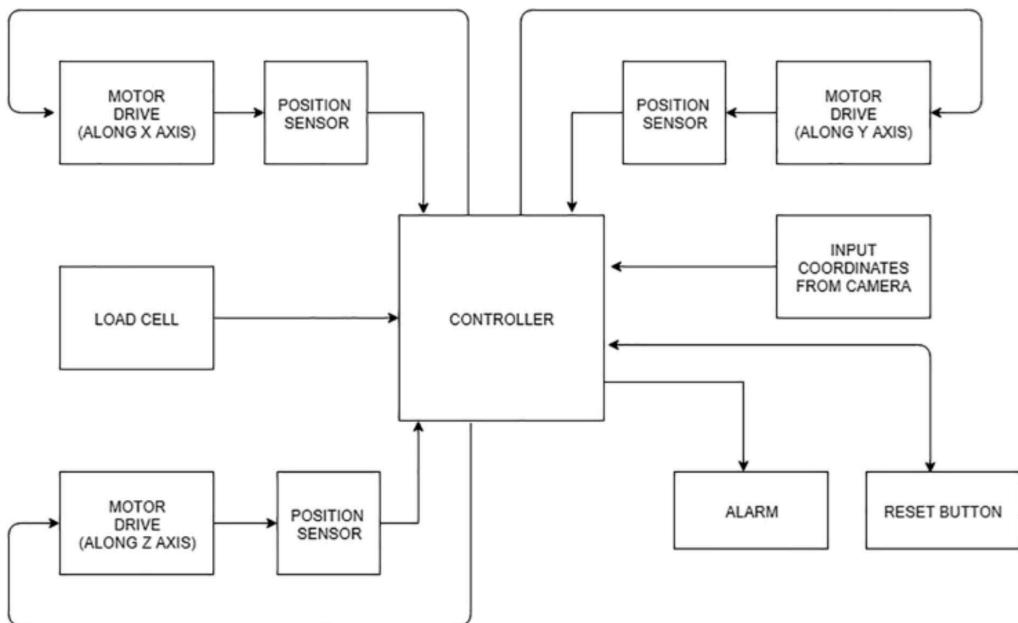 MOTOR
DRIVE
(ALONG X AXIS)
POSITION
SENSOR
POSITION
SENSOR
MOTOR
DRIVE
(ALONG Y AXIS)
INPUT
COORDINATES
FROM CAMERA
LOAD CELL
CONTROLLER
MOTOR
DRIVE
(ALONG Z AXIS)
POSITION
SENSOR
ALARM
RESET BUTTON